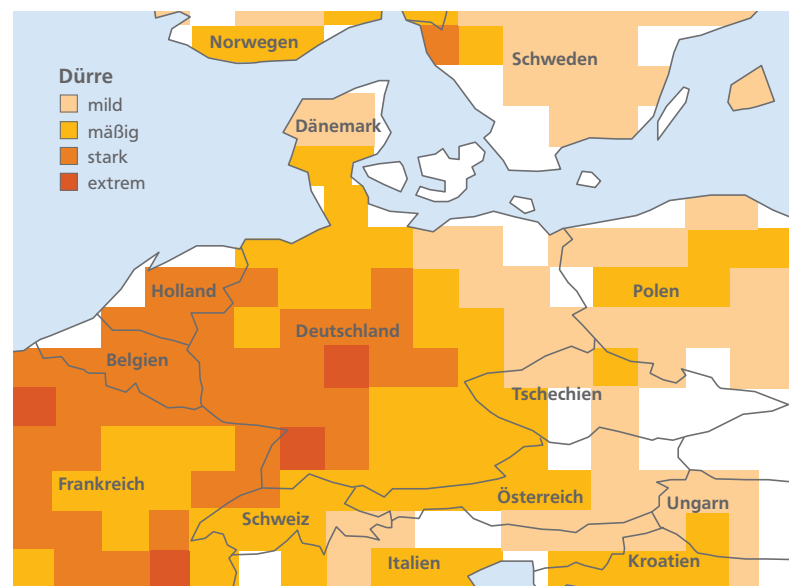 Norwegen
Schweden
Dürre
mild
mäßig
stark
extrem
Dänemark
Holland
Polen
Deutschland
Belgien
Tschechien
Frankreich
Österreich
Ungarn
Schweiz
Italien
Kroatien